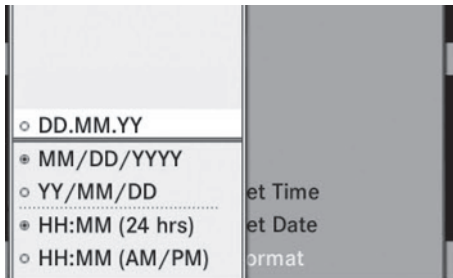 DD.MM.YY
MM/DD/YYYY
YY/MM/DD
HH:MM (24 hrs)
HH:MM (AM/PM)
et Time
et Date
ormat